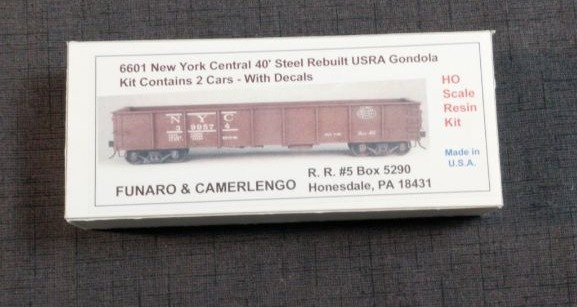 6601 New York Central 40' Steel Rebuilt USRA Gondola
Kit Contains 2 Cars - With Decals
HO
Scale
Resin
Kit
N Y C
Made in
U.S.A.
FUNARO & CAMERLENGO
R. R. #5 Box 5290
Honesdale, PA 18431